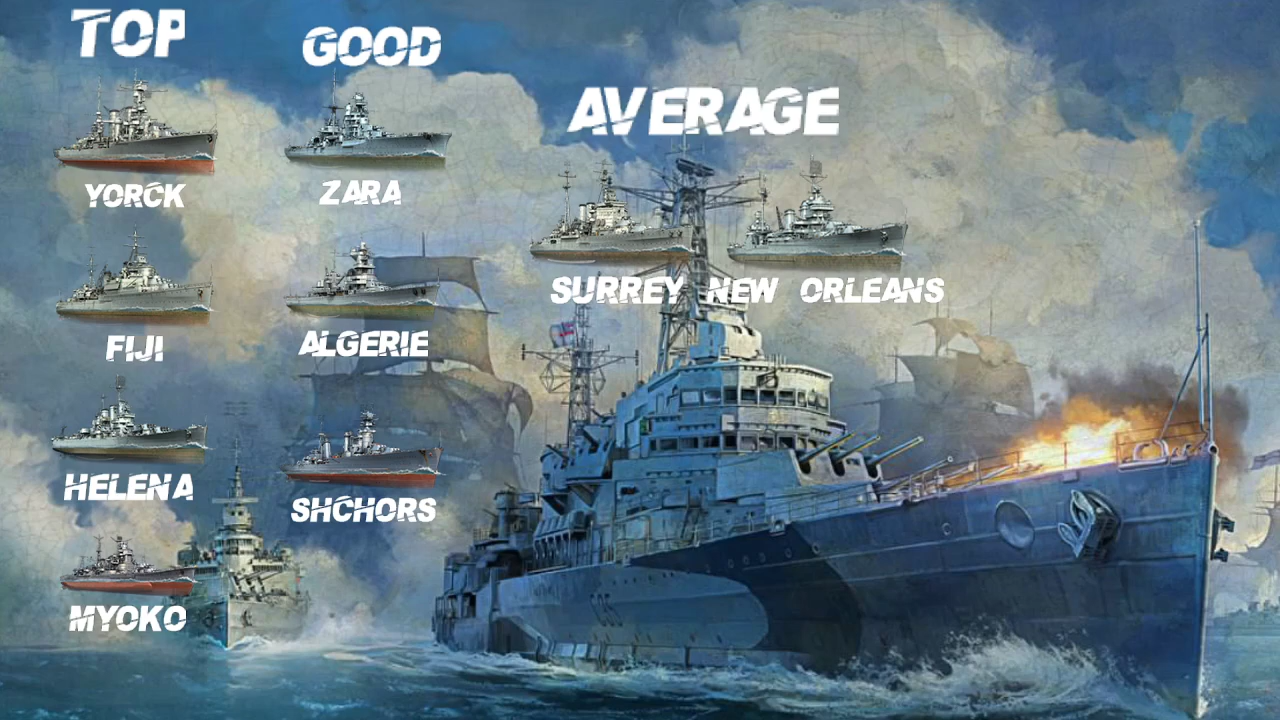 TOP
YORCK
FIJI
HELENA
MYOKO
GOOD
ZARA
ALGERIE
SHCHORS
AVERAGE
SURREY NEW ORLEANS